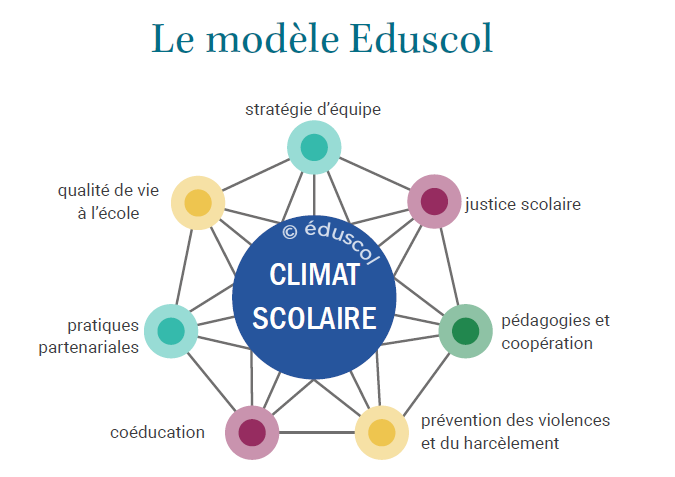 Le modèle Eduscol
stratégie d’équipe
qualité de vie
à l’école
justice scolaire
© éduscol
CLIMAT
SCOLAIRE
pratiques
partenariales
pédagogies et
coopération
coéducation
prévention des violences
et du harcèlement